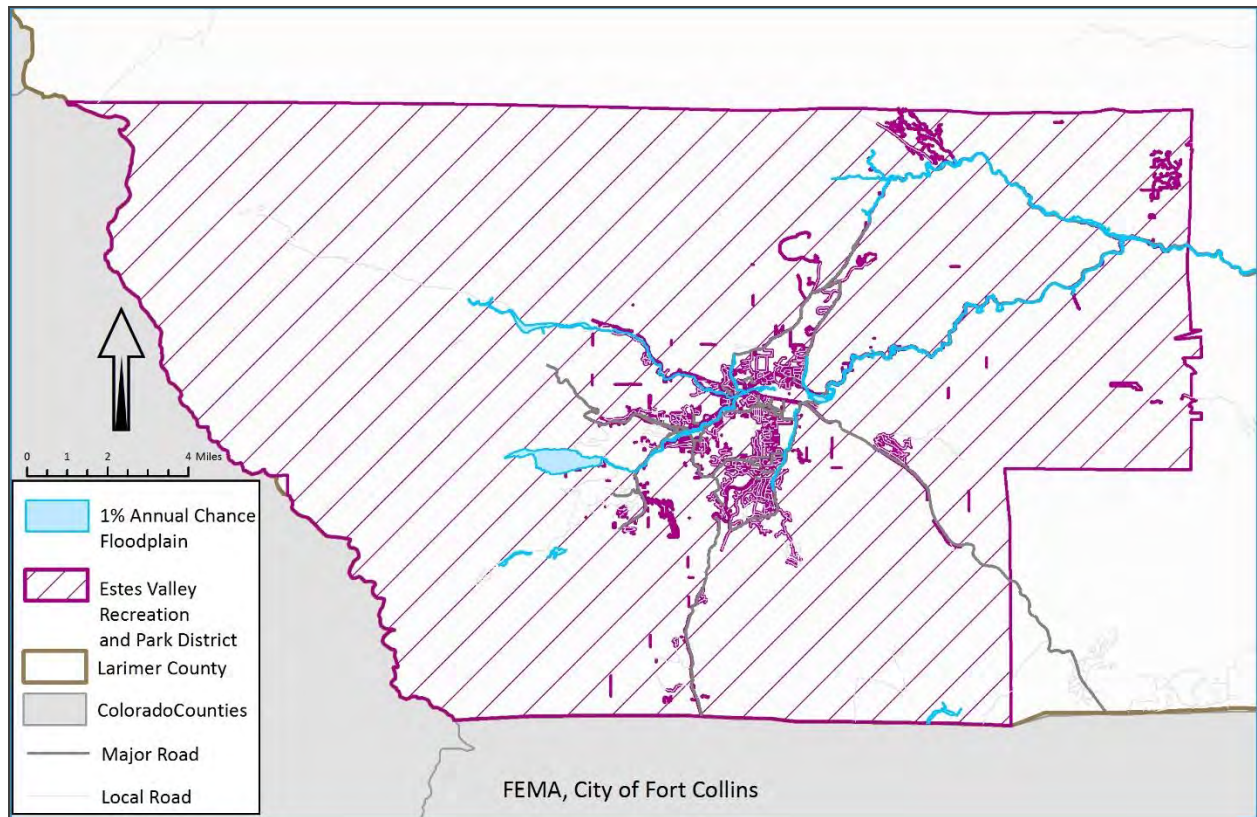 0 1 2 4 Miles
1% Annual Chance
Floodplain
Estes Valley
Recreation
and Park District
Larimer County
ColoradoCounties
Major Road
Local Road
FEMA, City of Fort Collins